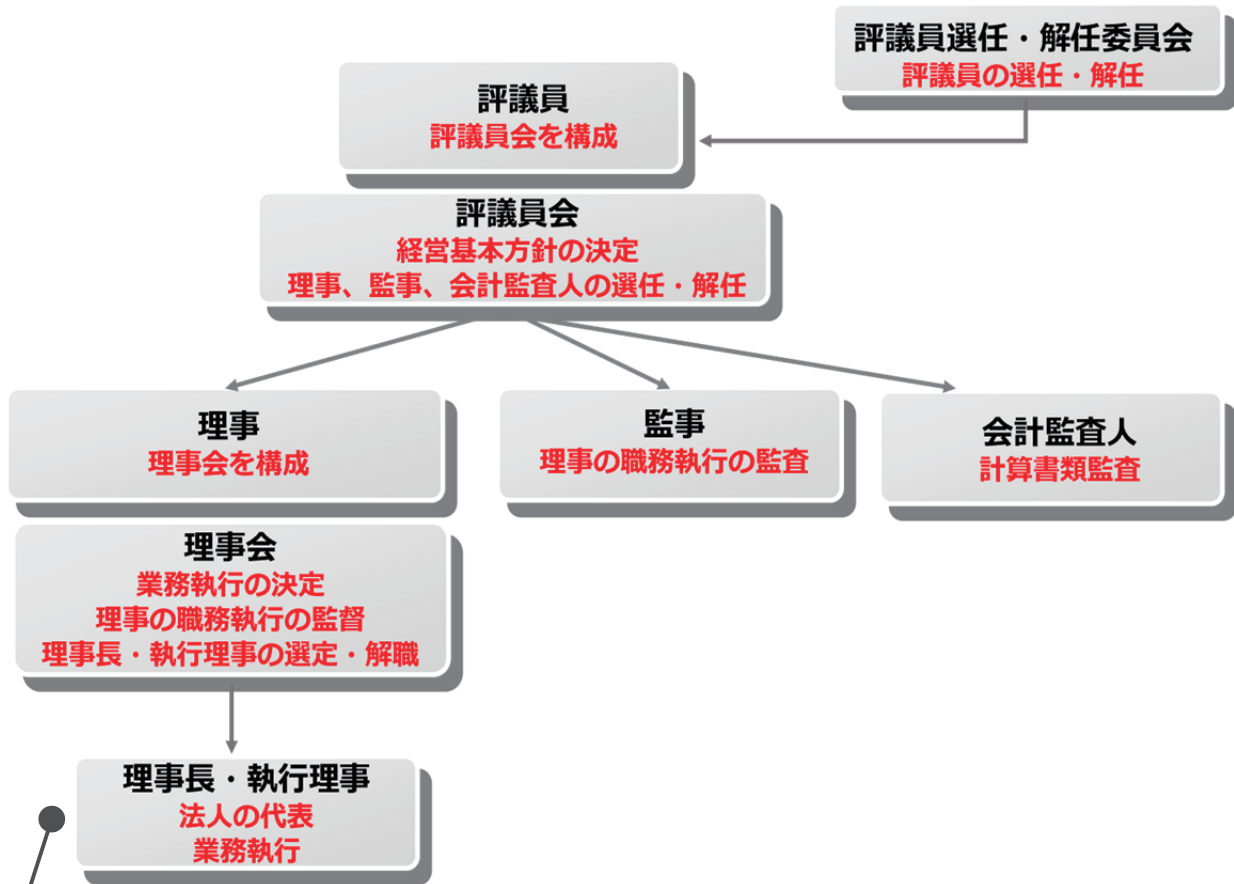 評議員選任・解任委員会
評議員の選任・解任
評議員
評議員会を構成
評議員会
経営基本方針の決定
理事、監事、会計監査人の選任・解任
理事
理事会を構成
監事
理事の職務執行の監査
会計監査人
計算書類監査
理事会
業務執行の決定
理事の職務執行の監督
理事長・執行理事の選定・解職
理事長・執行理事
法人の代表
業務執行